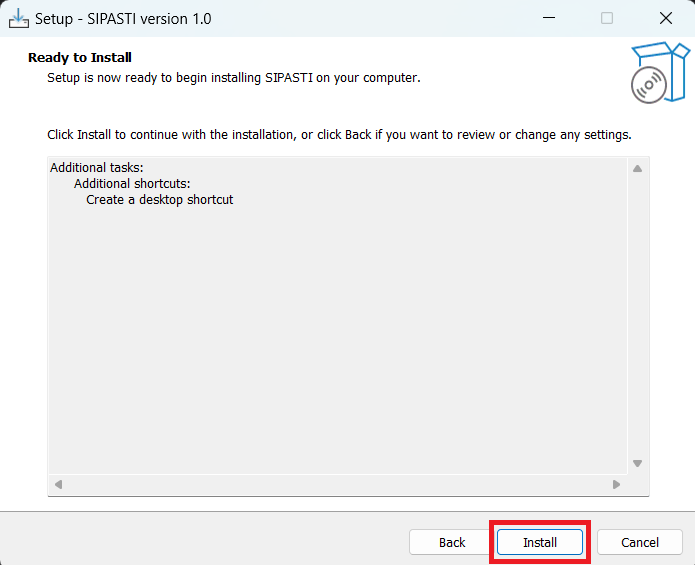 Setup - SIPASTI version 1.0
Ready to Install
Setup is now ready to begin installing SIPASTI on your computer.
Click Install to continue with the installation, or click Back if you want to review or change any settings.
Additional tasks:
Additional shortcuts:
Create a desktop shortcut
Back
Install
Cancel